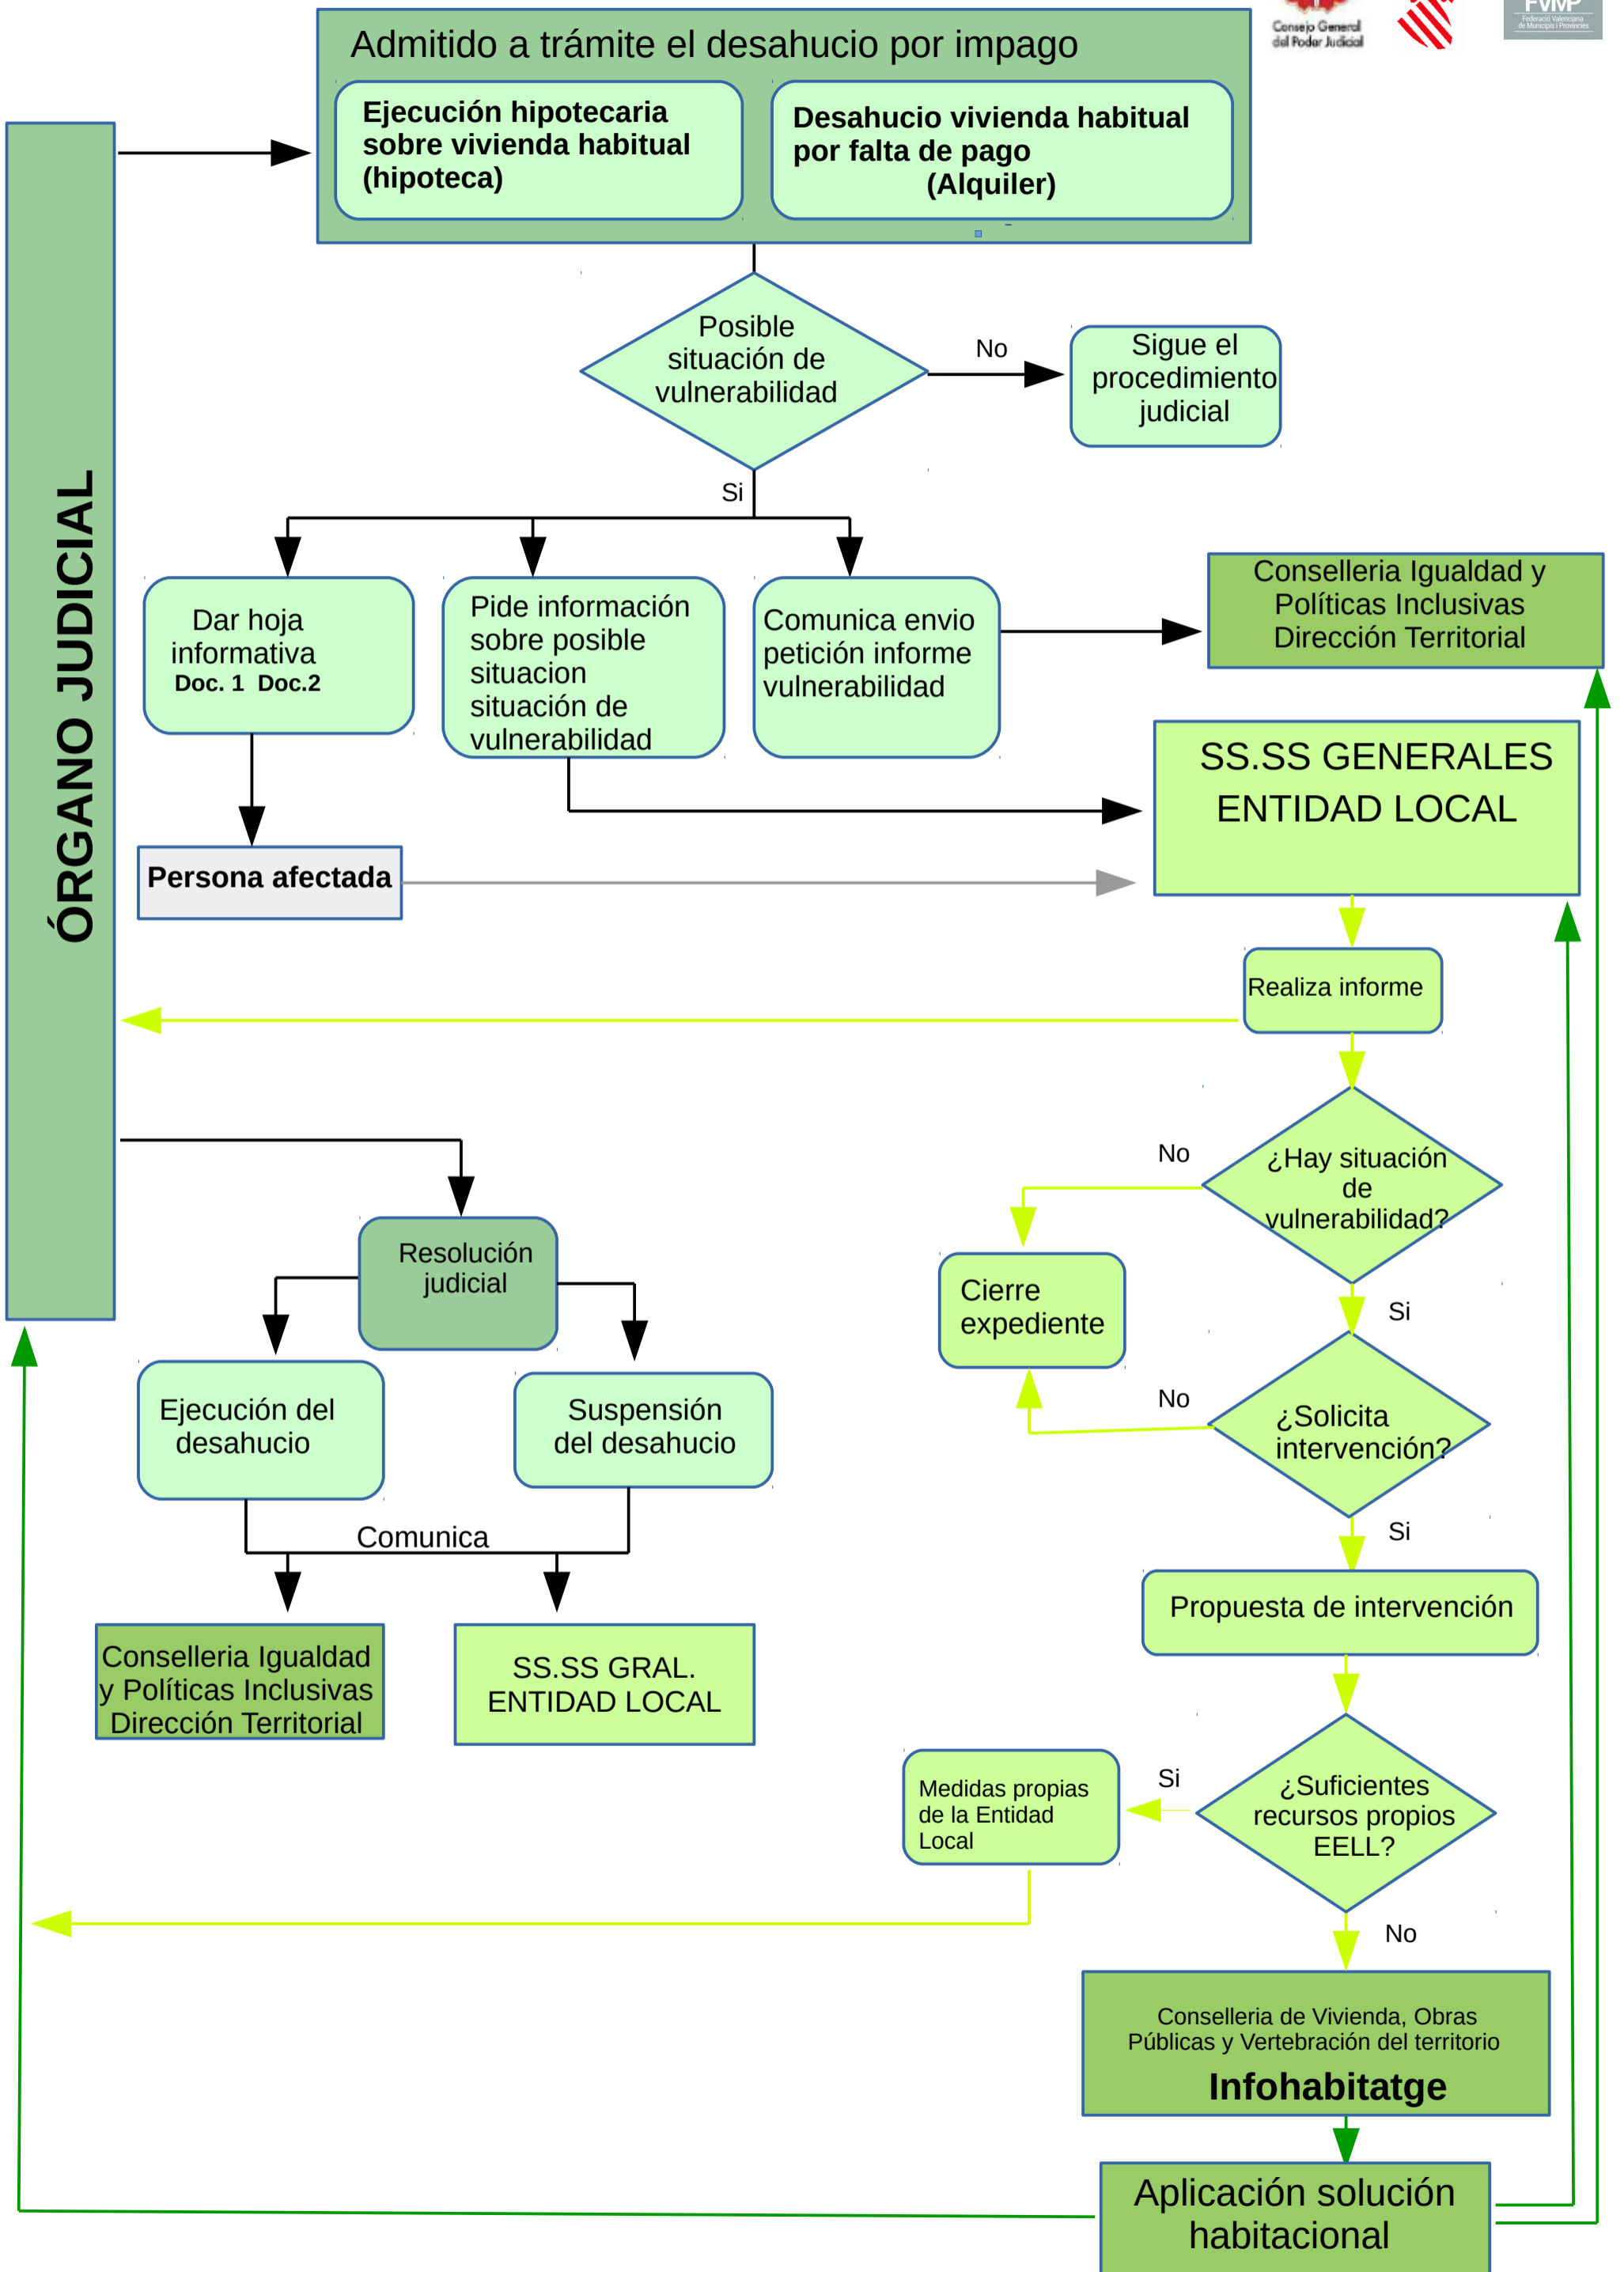 Consejo General
del Poder Judicial
FVMP
Federació Valenciana
de Municipis i Províncies
Admitido a trámite el desahucio por impago
Ejecución hipotecaria
sobre vivienda habitual
(hipoteca)
Desahucio vivienda habitual
por falta de pago
(Alquiler)
ÓRGANO JUDICIAL
Posible
situación de
vulnerabilidad
No
Sigue el
procedimiento
judicial
Si
Dar hoja
informativa
Doc. 1 Doc.2
Pide información
sobre posible
situacion
situación de
vulnerabilidad
Comunica envio
petición informe
vulnerabilidad
Conselleria Igualdad y
Políticas Inclusivas
Dirección Territorial
SS.SS GENERALES
ENTIDAD LOCAL
Persona afectada
Realiza informe
¿Hay situación
de
vulnerabilidad?
No
Resolución
judicial
Cierre
expediente
Si
Ejecución del
desahucio
Suspensión
del desahucio
No
¿Solicita
intervención?
Comunica
Si
Propuesta de intervención
Conselleria Igualdad
y Políticas Inclusivas
Dirección Territorial
SS.SS GRAL.
ENTIDAD LOCAL
Medidas propias
de la Entidad
Local
Si
¿Suficientes
recursos propios
EELL?
No
Conselleria de Vivienda, Obras
Públicas y Vertebración del territorio
Infohabitatge
Aplicación solución
habitacional